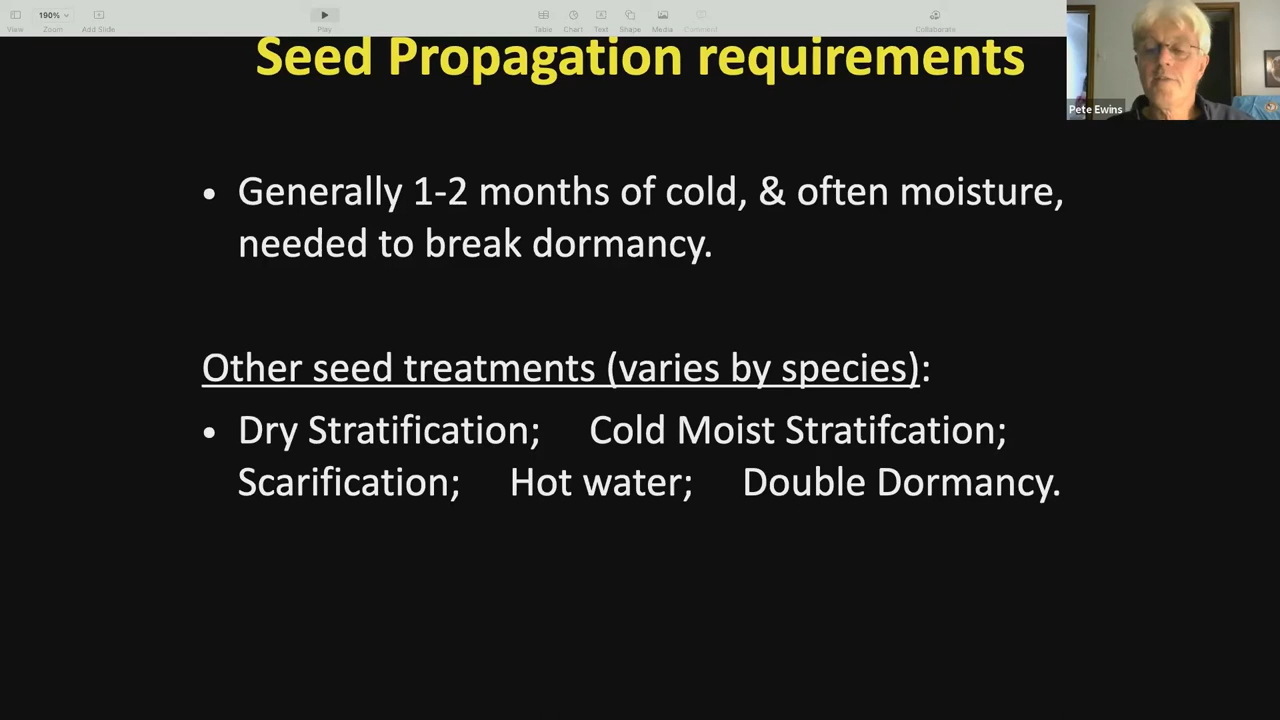 190%
View
Zoom
Add Slide
Play
Table
Chart
Text
Shape
Media
Comment
Collaborate
Seed Propagation requirements
Pete Ewins
• Generally 1-2 months of cold, & often moisture,
needed to break dormancy.
Other seed treatments (varies by species):
• Dry Stratification; Cold Moist Stratifcation;
Scarification; Hot water; Double Dormancy.